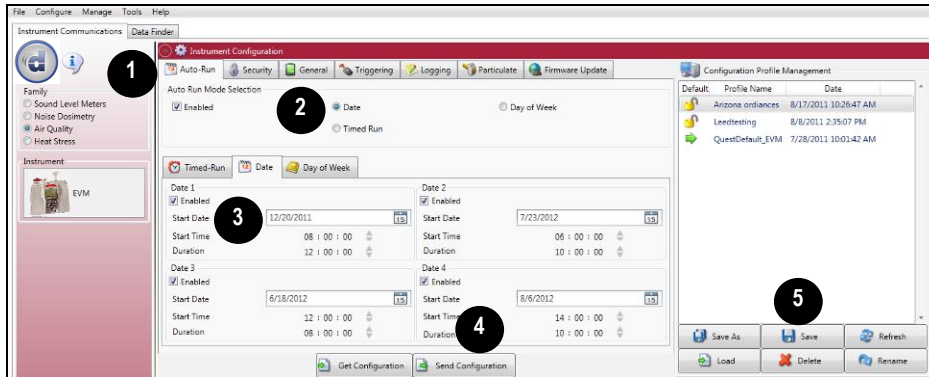 File Configure Manage Tools Help
Instrument Communications Data Finder
d i
1
Instrument Configuration
Auto-Run Security General Triggering Logging Particulate Firmware Update
Auto Run Mode Selection
Enabled
2
Date
Day of Week
Timed Run
Family
Sound Level Meters
Noise Dosimetry
Air Quality
Heat Stress
Instrument
EVM
Timed-Run Date Day of Week
Date 1
Enabled
Start Date 12/20/2011 15
3
Start Time 08 : 00 : 00
Duration 12 : 00 : 00
Date 2
Enabled
Start Date 7/23/2012 15
Start Time 06 : 00 : 00
Duration 10 : 00 : 00
Date 3
Enabled
Start Date 6/18/2012 15
Start Time 12 : 00 : 00
Duration 08 : 00 : 00
Date 4
Enabled
Start Date 8/6/2012 15
Start Time 14 : 00 : 00
4
Duration 10 : 00 : 00
Get Configuration Send Configuration
Configuration Profile Management
Default Profile Name Date
Arizona ordiances 8/17/2011 10:26:47 AM
Leedtesting 8/8/2011 2:35:07 PM
QuestDefault_EVM 7/28/2011 10:01:42 AM
5
Save As Save Refresh
Load Delete Rename